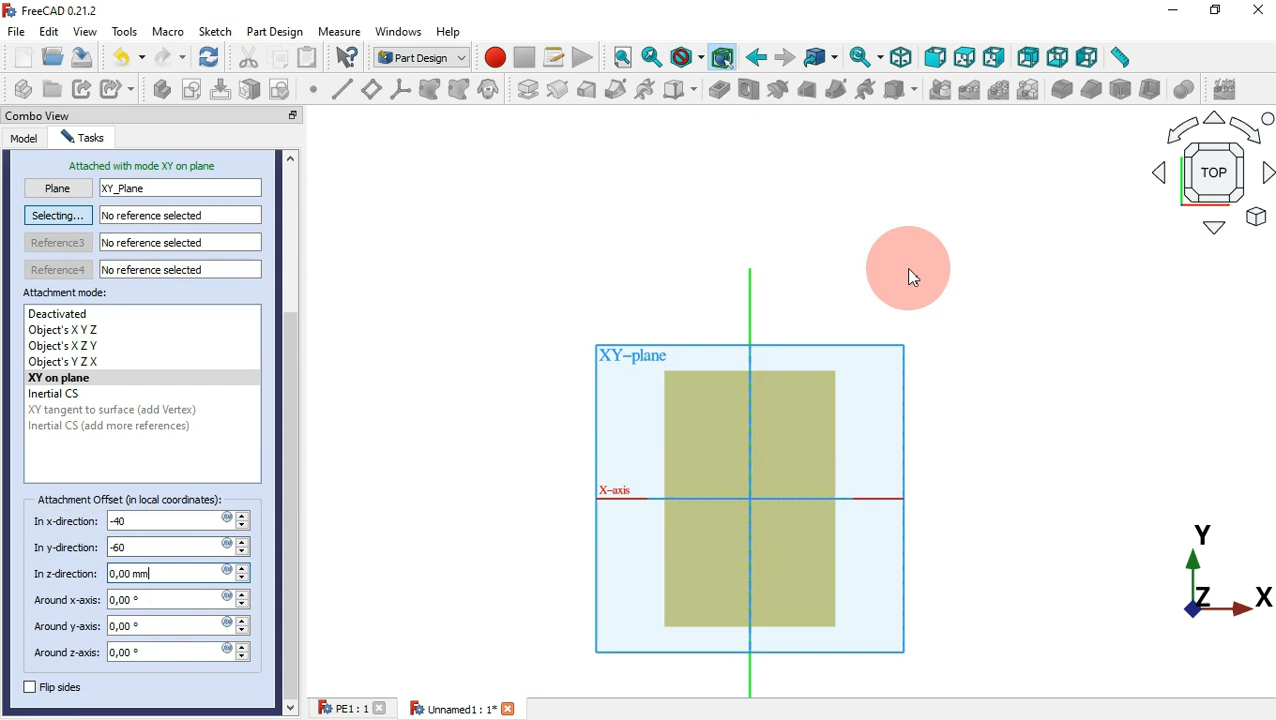 FreeCAD 0.21.2
File Edit View Tools Macro Sketch Part Design Measure Windows Help
Part Design
Combo View
Model Tasks
Attached with mode XY on plane
Plane XY_Plane
Selecting... No reference selected
Reference3 No reference selected
Reference4 No reference selected
Attachment mode:
Deactivated
Object's X Y Z
Object's X Z Y
Object's Y Z X
XY on plane
Inertial CS
XY tangent to surface (add Vertex)
Inertial CS (add more references)
Attachment Offset (in local coordinates):
In x-direction: -40
In y-direction: -60
In z-direction: 0,00 mm
Around x-axis: 0,00 °
Around y-axis: 0,00 °
Around z-axis: 0,00 °
Flip sides
XY-plane
X-axis
TOP
Y
Z X
PE1 : 1
Unnamed1 : 1*